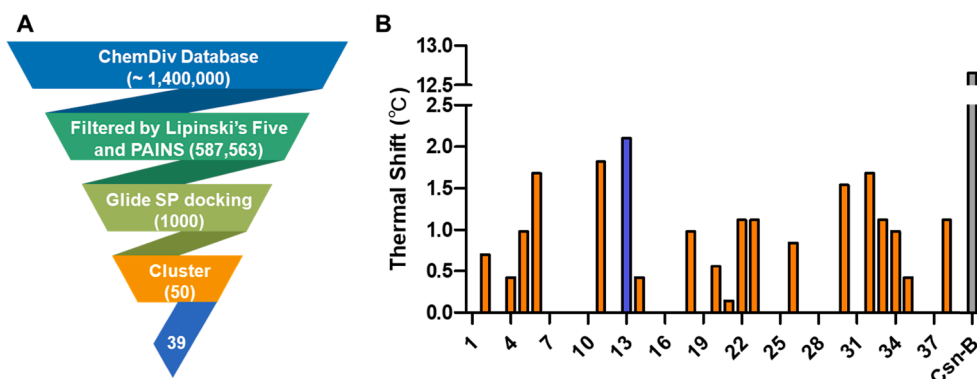 A
ChemDiv Database
(~ 1,400,000)
Filtered by Lipinski's Five
and PAINS (587,563)
Glide SP docking
(1000)
Cluster
(50)
39
B
Thermal Shift (℃)
13.0
12.5
2.5
2.0
1.5
1.0
0.5
0.0
1
4
7
10
13
16
19
22
25
28
31
34
37
Csn-B